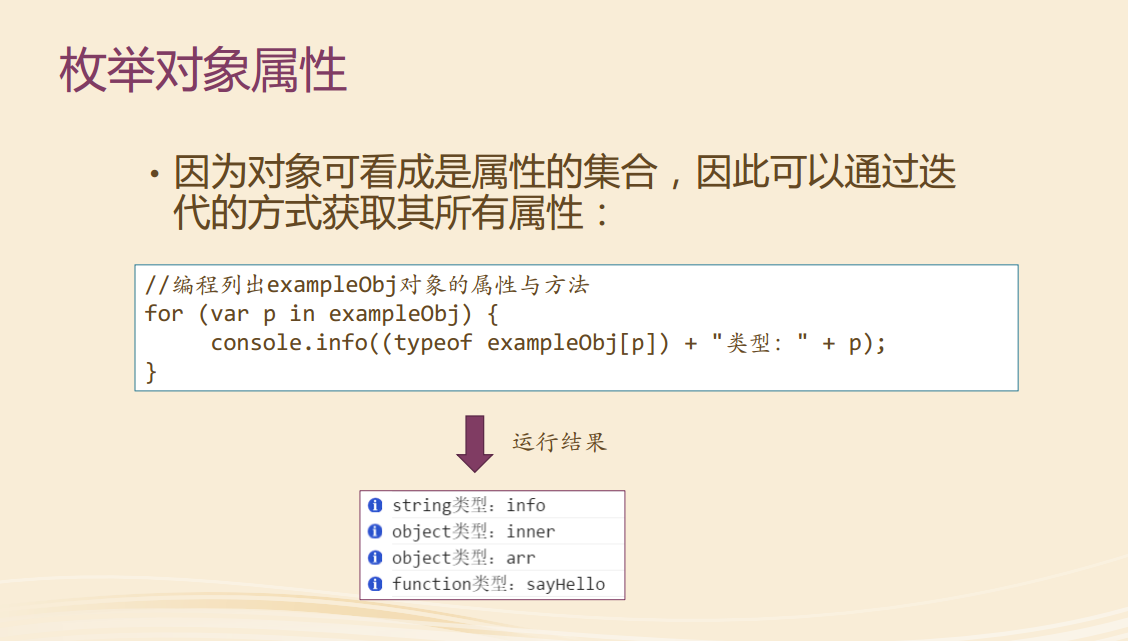 枚举对象属性
• 因为对象可看成是属性的集合，因此可以通过迭
代的方式获取其所有属性：
//编程列出exampleObj对象的属性与方法
for (var p in exampleObj) {
     console.info((typeof exampleObj[p]) + "类型: " + p);
}
运行结果
string类型: info
object类型: inner
object类型: arr
function类型: sayHello